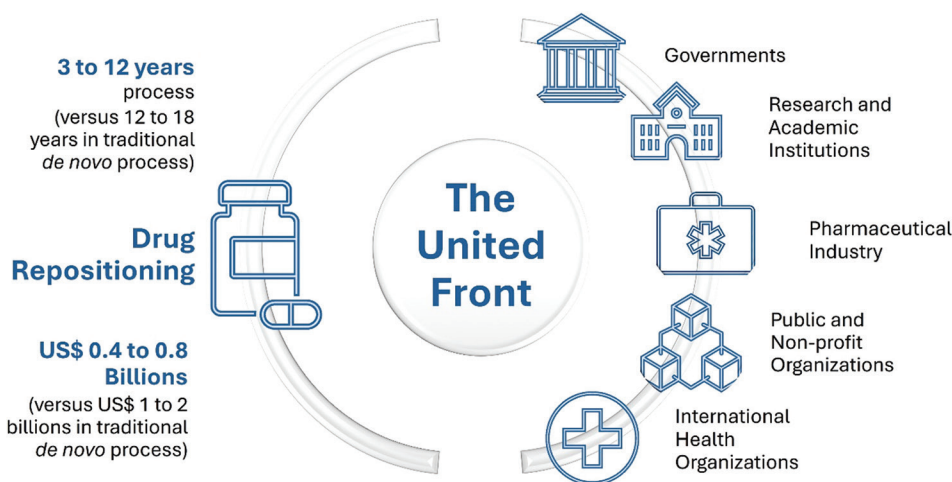 3 to 12 years
process
(versus 12 to 18
years in traditional
de novo process)
Drug
Repositioning
US$ 0.4 to 0.8
Billions
(versus US$ 1 to 2
billions in traditional
de novo process)
The
United
Front
Governments
Research and
Academic
Institutions
Pharmaceutical
Industry
Public and
Non-profit
Organizations
International
Health
Organizations